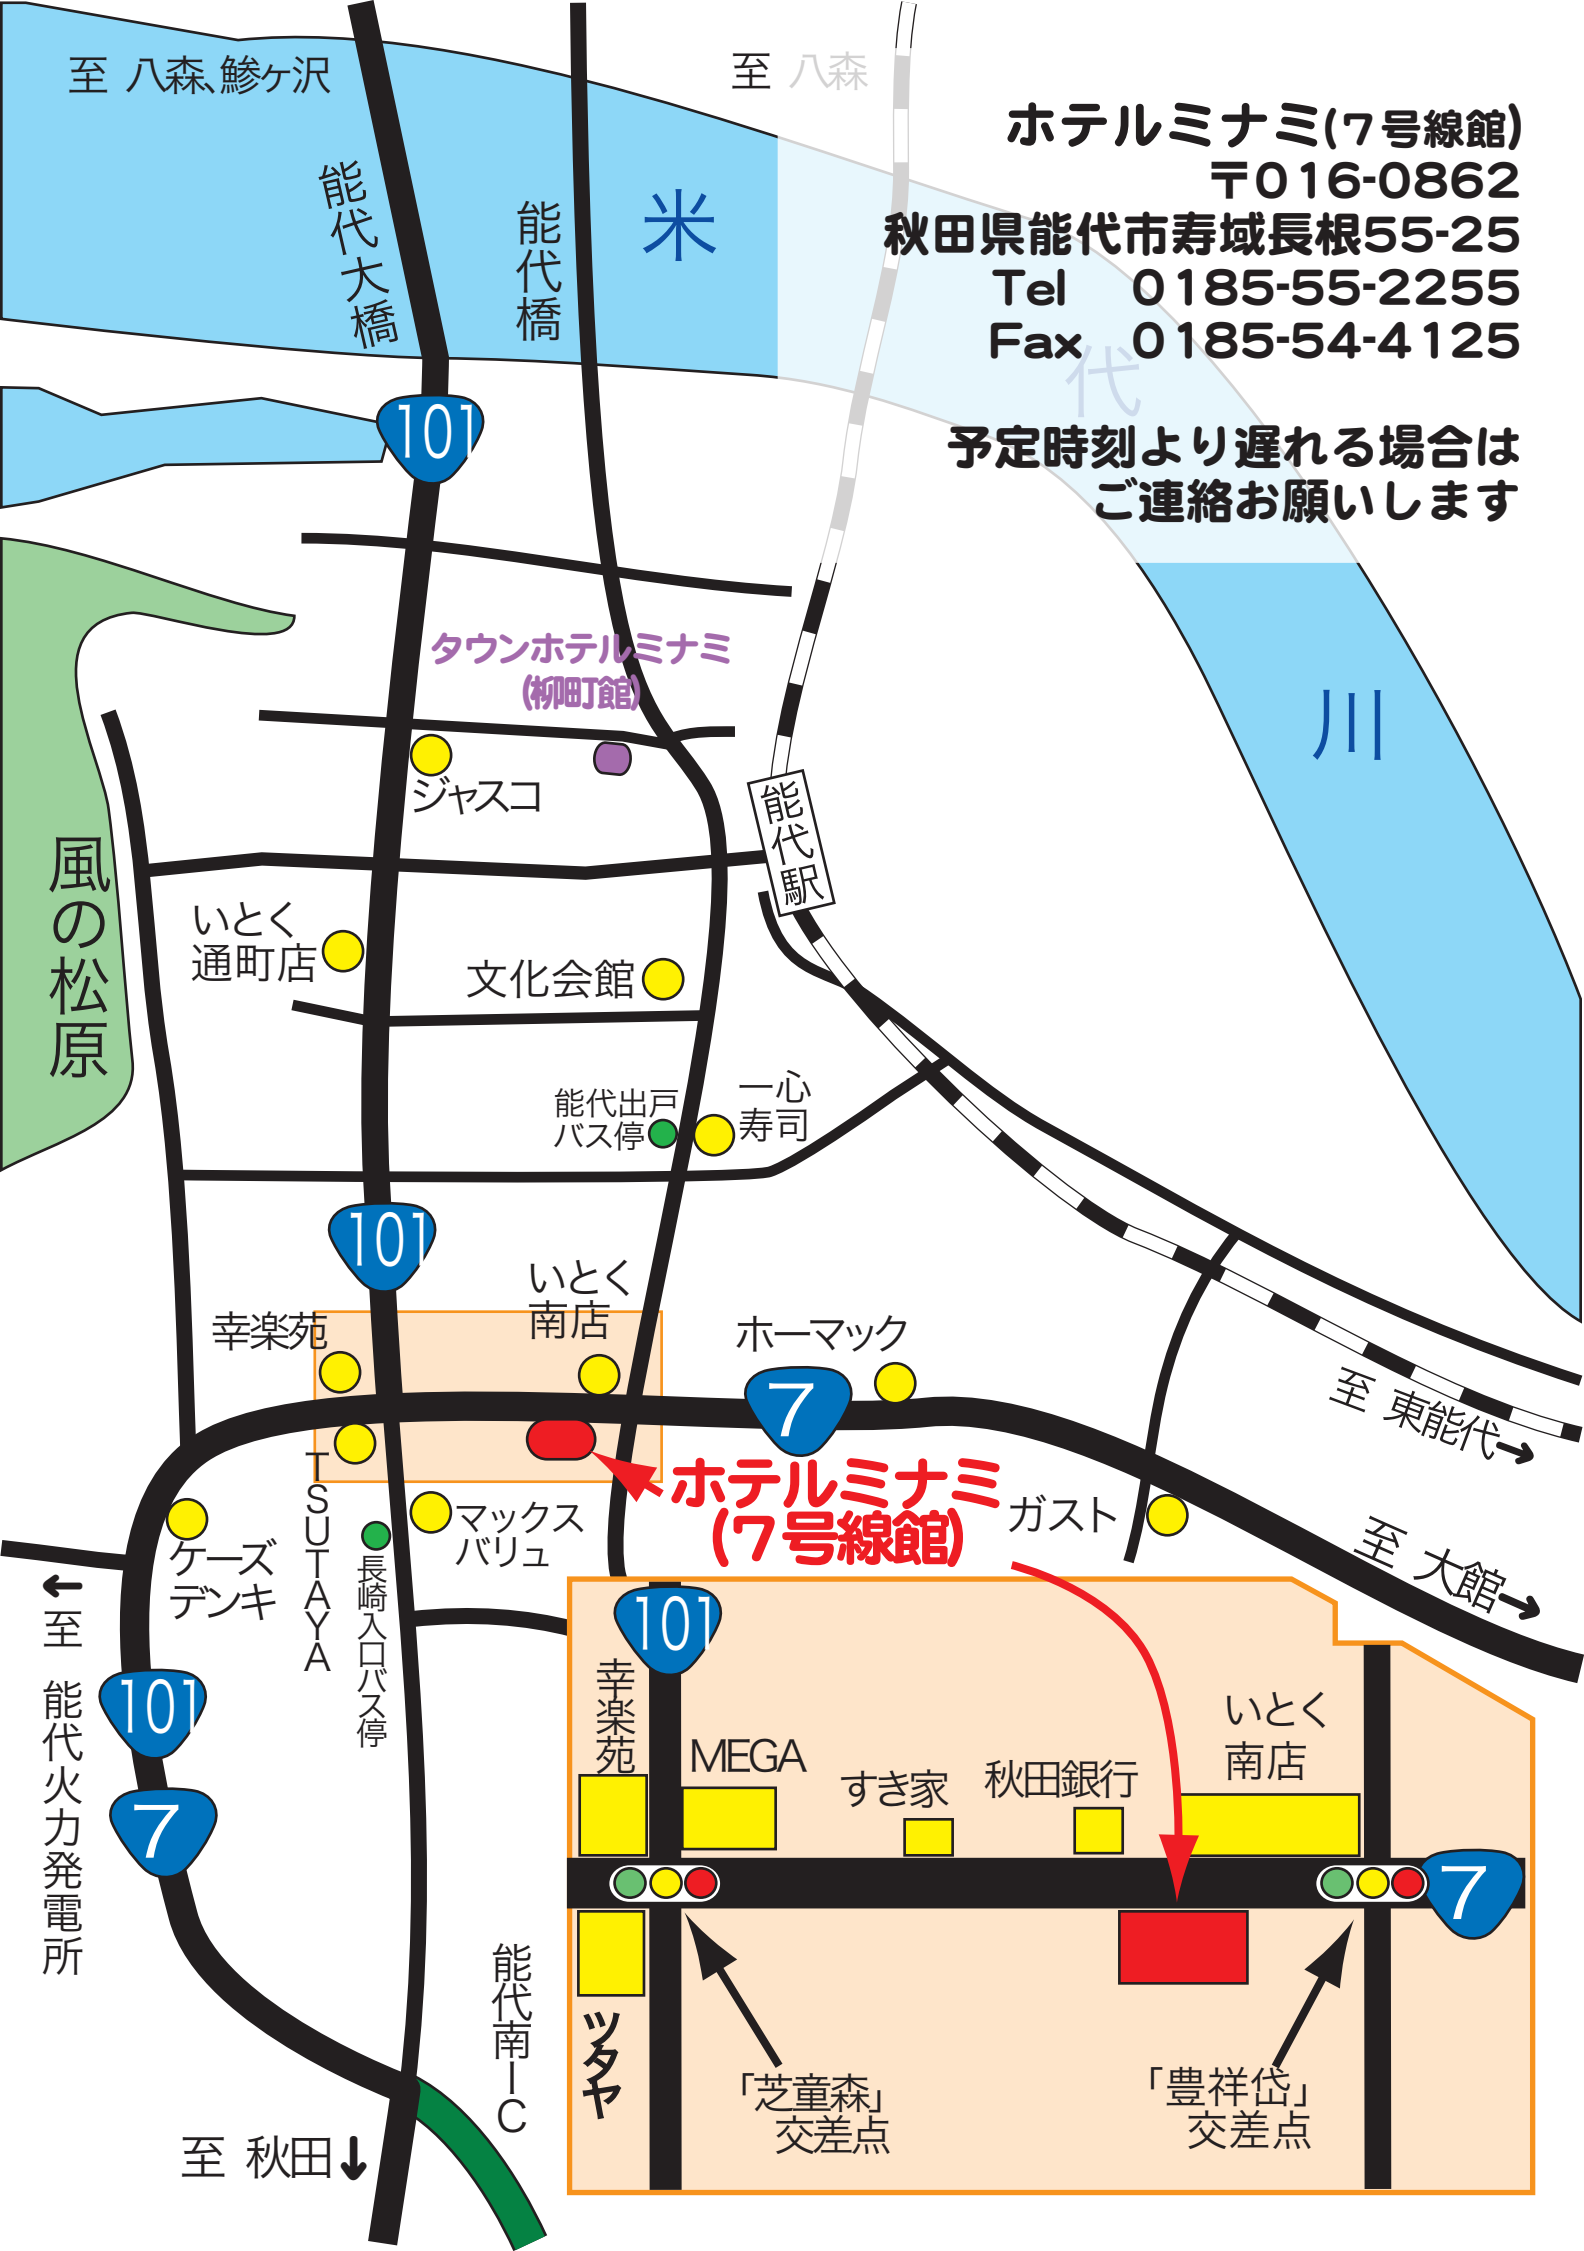 至 八森、鰺ヶ沢
至 八森
ホテルミナミ(７号線館)
〒016-0862
秋田県能代市寿域長根55-25
Tel 0185-55-2255
Fax 0185-54-4125
予定時刻より遅れる場合は
ご連絡お願いします
能代大橋
能代橋
米
代
川
101
タウンホテルミナミ
(柳町館)
ジャスコ
能代駅
風の松原
いとく
通町店
文化会館
能代出戸
バス停
一心
寿司
101
幸楽苑
いとく
南店
ホーマック
7
至 東能代→
ホテルミナミ
(７号線館)
TSUTAYA
マックス
バリュ
ガスト
ケーズ
デンキ
長崎入口バス停
至 大館→
←
至 能代火力発電所
101
7
101
幸楽苑
MEGA
すき家
秋田銀行
いとく
南店
7
ツタヤ
「芝童森」
交差点
「豊祥岱」
交差点
能代南IC
至 秋田↓